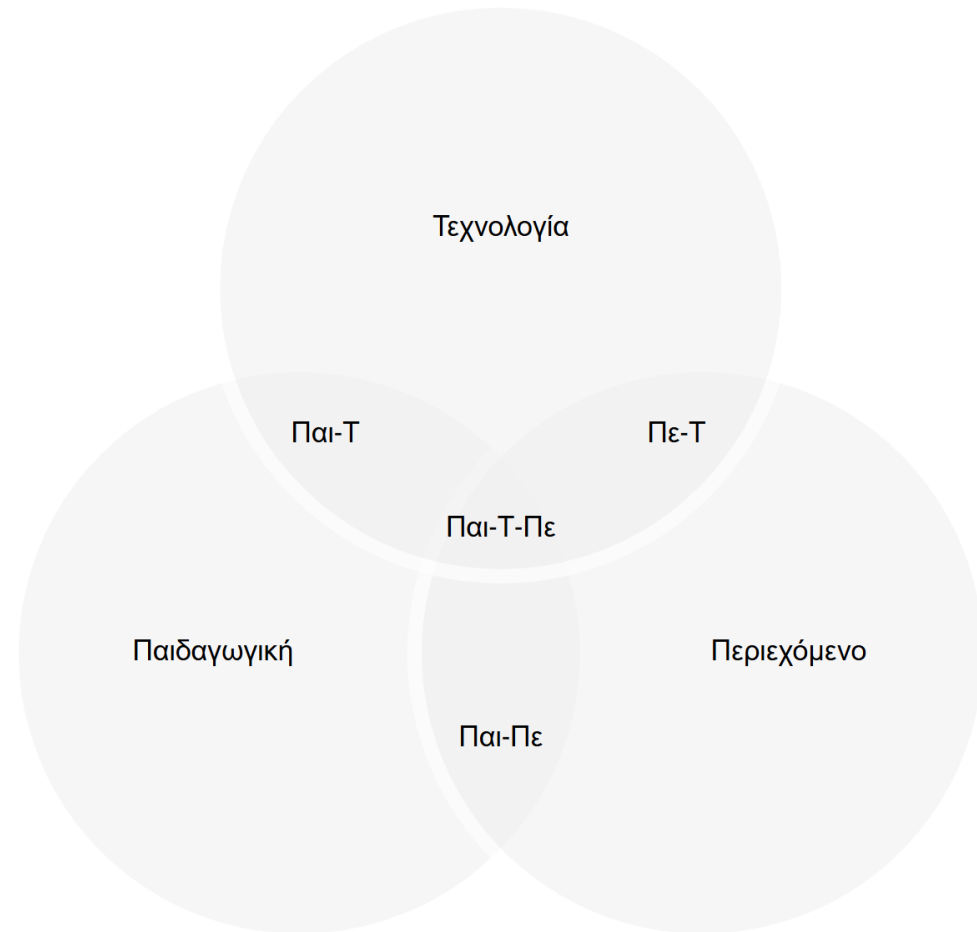 Τεχνολογία
Παι-Τ
Πε-Τ
Παι-Τ-Πε
Παιδαγωγική
Περιεχόμενο
Παι-Πε